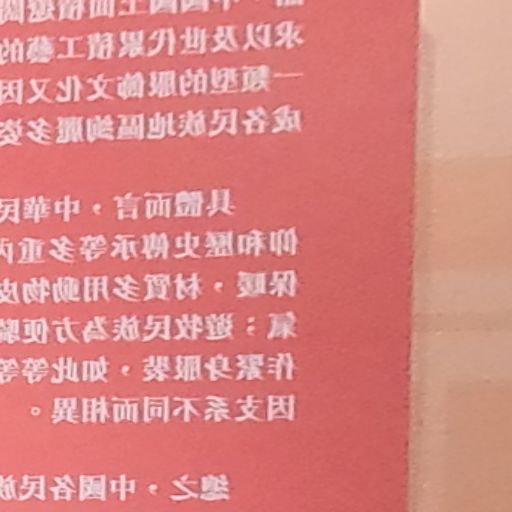 ，中國國土面積遼闊
求以及世代累積工藝的
一類型的服飾文化又因
成各民族地區絢麗多姿
具體而言，中華民
仰和歷史傳承等多重內
保暖，材質多用動物皮
氣；遊牧民族為方便騎
作緊身服裝，如此等等
因支系不同而相異。
總之，中國各民族